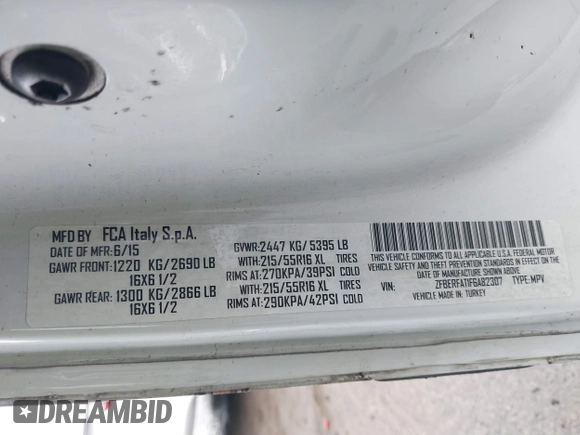 MFD BY FCA Italy S.p.A.
DATE OF MFR:6/15
GAWR FRONT:1220 KG/2690 LB
16X6 1/2
GAWR REAR: 1300 KG/2866 LB
16X6 1/2
GVWR:2447 KG/ 5395 LB
WITH:215/55R16 XL TIRES
RIMS AT:270KPA/39PSI COLD
WITH:215/55R16 XL TIRES
RIMS AT:290KPA/42PSI COLD
THIS VEHICLE CONFORMS TO ALL APPLICABLE U.S.A. FEDERAL MOTOR
VEHICLE SAFETY, BUMPER AND THEFT PREVENTION STANDARDS IN EFFECT
ON THE DATE OF MANUFACTURE SHOWN ABOVE.
VIN: ZFBERFAT1F6A82307 TYPE:MPV
VEHICLE MADE IN: TURKEY
DREAMBID